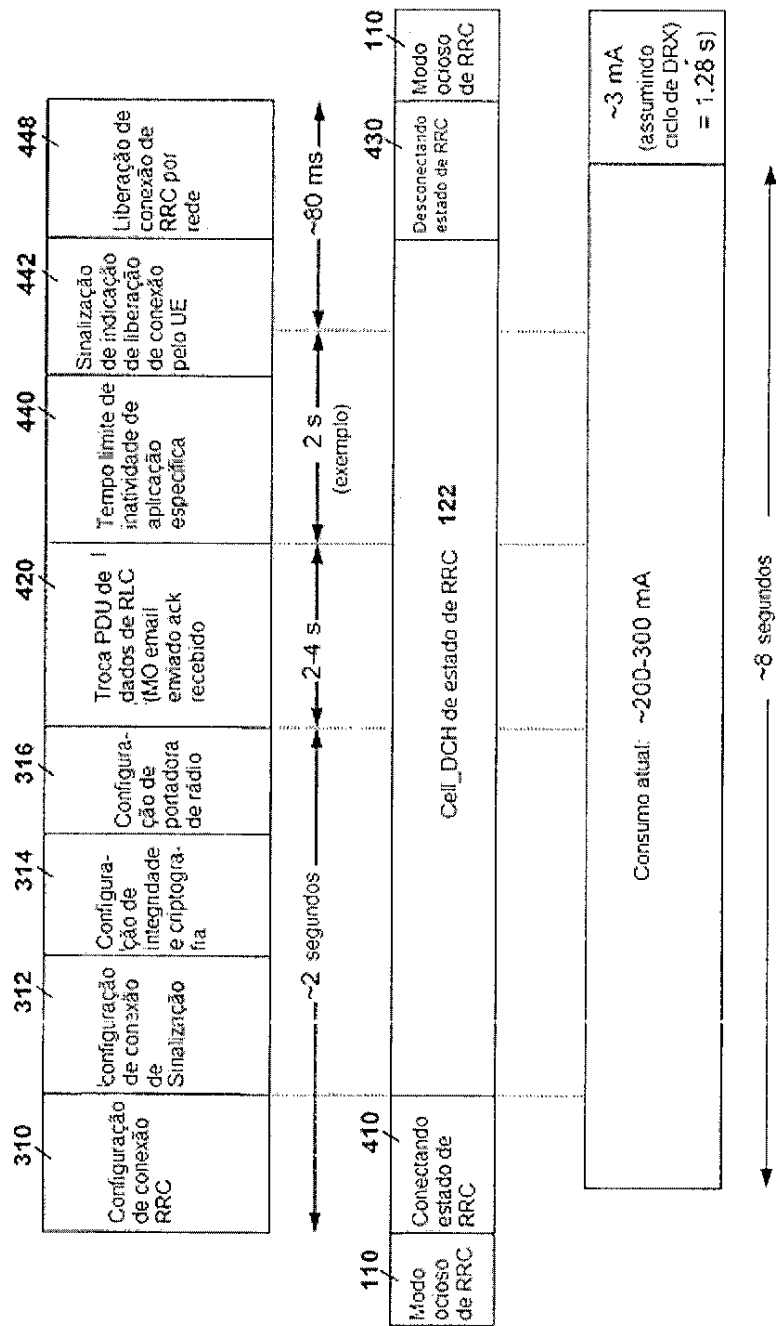 310
Configuração
de conexão
RRC
312
configuração
de conexão
de
Sinalização
314
Configura-
ção de
integridade
e criptogra-
fia
316
Configura-
ção de
portadora
de rádio
420
Troca PDU de
dados de RLC
(MO email
enviado ack
recebido
440
Tempo limite de
inatividade de
aplicação
especifica
442
Sinalização
de indicação
de liberação
de conexão
pelo UE
448
Liberação de
conexão de
RRC por
rede
~2 segundos
2-4 s
2 s
(exemplo)
~80 ms
110
Modo
ocioso
de RRC
410
Conectando
estado de
RRC
Cell_DCH de estado de RRC 122
430
Desconectando
estado de RRC
110
Modo
ocioso
de RRC
Consumo atual: ~200-300 mA
~3 mA
(assumindo
ciclo de DRX)
= 1.28 s)
~8 segundos